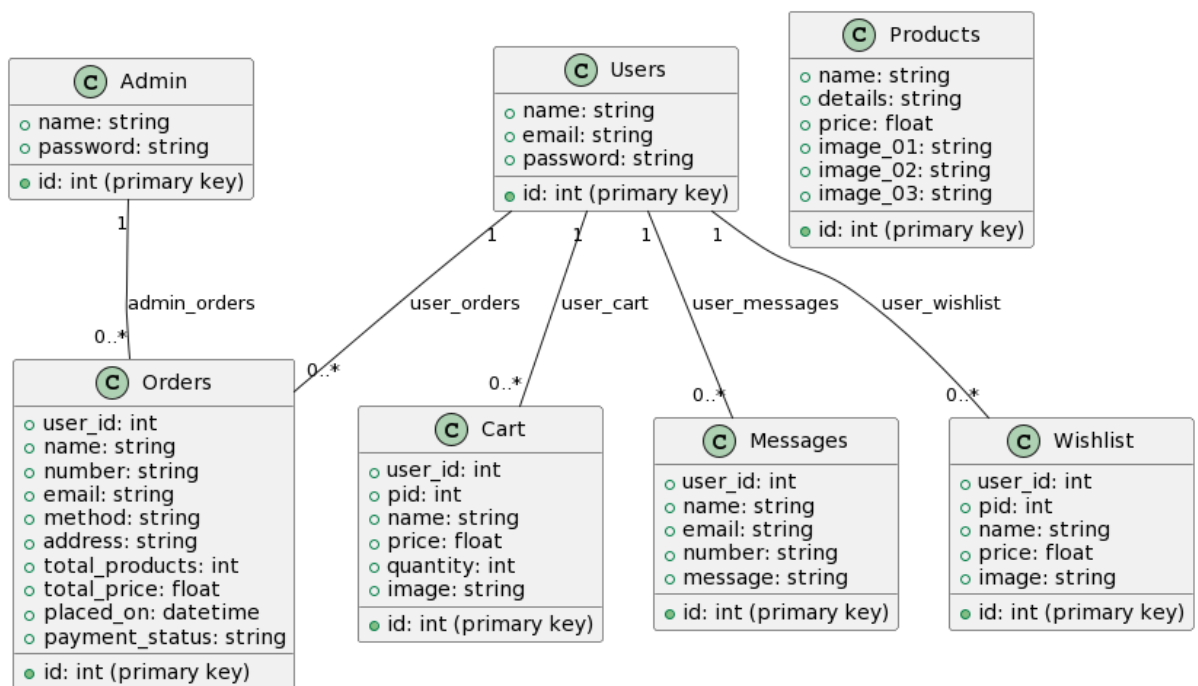 C Admin
name: string
password: string
id: int (primary key)
C Users
name: string
email: string
password: string
id: int (primary key)
C Products
name: string
details: string
price: float
image_01: string
image_02: string
image_03: string
id: int (primary key)
1
1
1
1
1
admin_orders
user_orders
user_cart
user_messages
user_wishlist
0..*
0..*
0..*
0..*
0..*
C Orders
user_id: int
name: string
number: string
email: string
method: string
address: string
total_products: int
total_price: float
placed_on: datetime
payment_status: string
id: int (primary key)
C Cart
user_id: int
pid: int
name: string
price: float
quantity: int
image: string
id: int (primary key)
C Messages
user_id: int
name: string
email: string
number: string
message: string
id: int (primary key)
C Wishlist
user_id: int
pid: int
name: string
price: float
image: string
id: int (primary key)